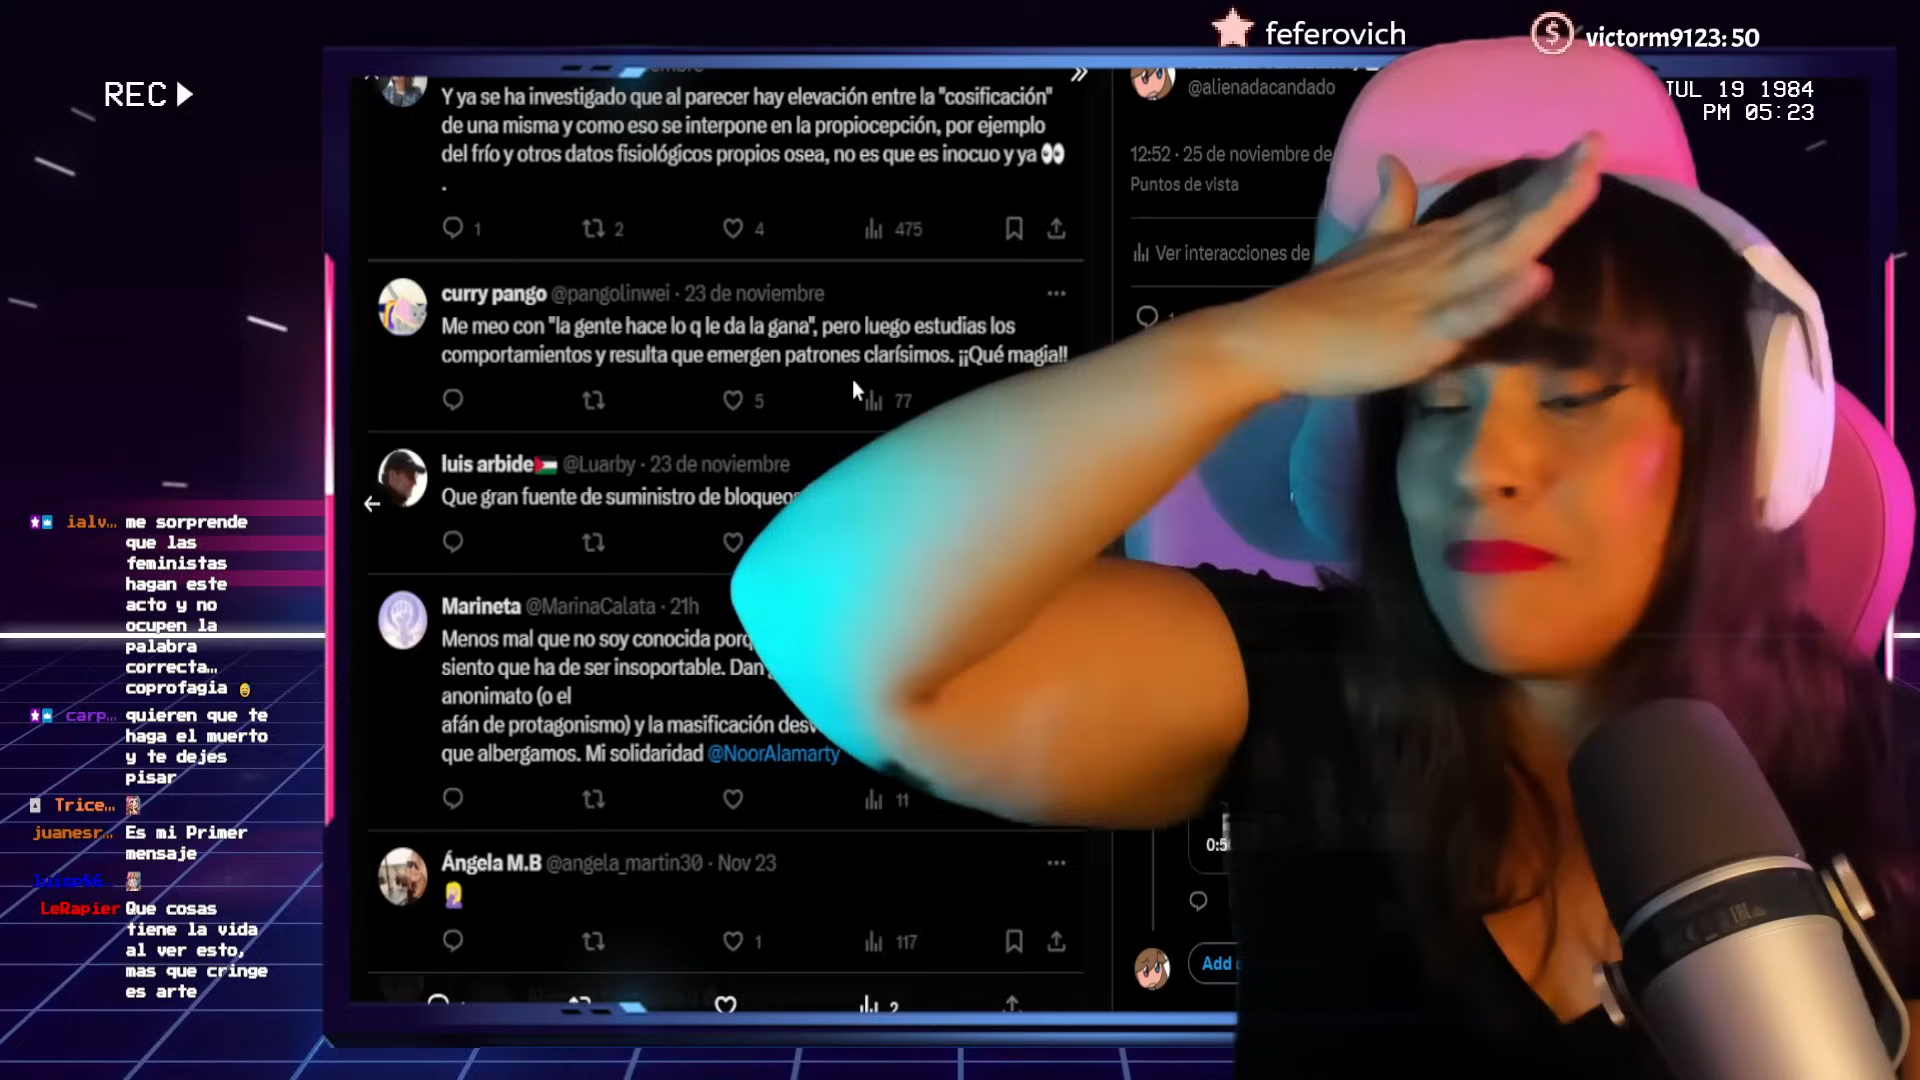 feferovich
victorm9123: 50
REC
JUL 19 1984
PM 05:23
Y ya se ha investigado que al parecer hay elevación entre la "cosificación"
de una misma y como eso se interpone en la propiocepción, por ejemplo
del frío y otros datos fisiológicos propios osea, no es que es inocuo y ya 👀
.
1 2 4 475
curry pango @pangolinwei · 23 de noviembre
Me meo con "la gente hace lo q le da la gana", pero luego estudias los
comportamientos y resulta que emergen patrones clarísimos. ¡¡Qué magia!!
5 77
luis arbide🇵🇸 @Luarby · 23 de noviembre
Que gran fuente de suministro de bloqueos
Marineta @MarinaCalata · 21h
Menos mal que no soy conocida
siento que ha de ser insoportable. Dan
anonimato (o el
afán de protagonismo) y la masificación
que albergamos. Mi solidaridad @NoorAlamarty
11
Ángela M.B @angela_martin30 · Nov 23
🤦‍♀️
1 117
2
@alienadacandado
12:52 · 25 de noviembre de
Puntos de vista
Ver interacciones de
Add
ialv... me sorprende
que las
feministas
hagan este
acto y no
ocupen la
palabra
correcta…
coprofagia
carp... quieren que te
haga el muerto
y te dejes
pisar
Trice...
juanesr... Es mi Primer
mensaje
luisp56...
LeRapier Que cosas
tiene la vida
al ver esto,
mas que cringe
es arte